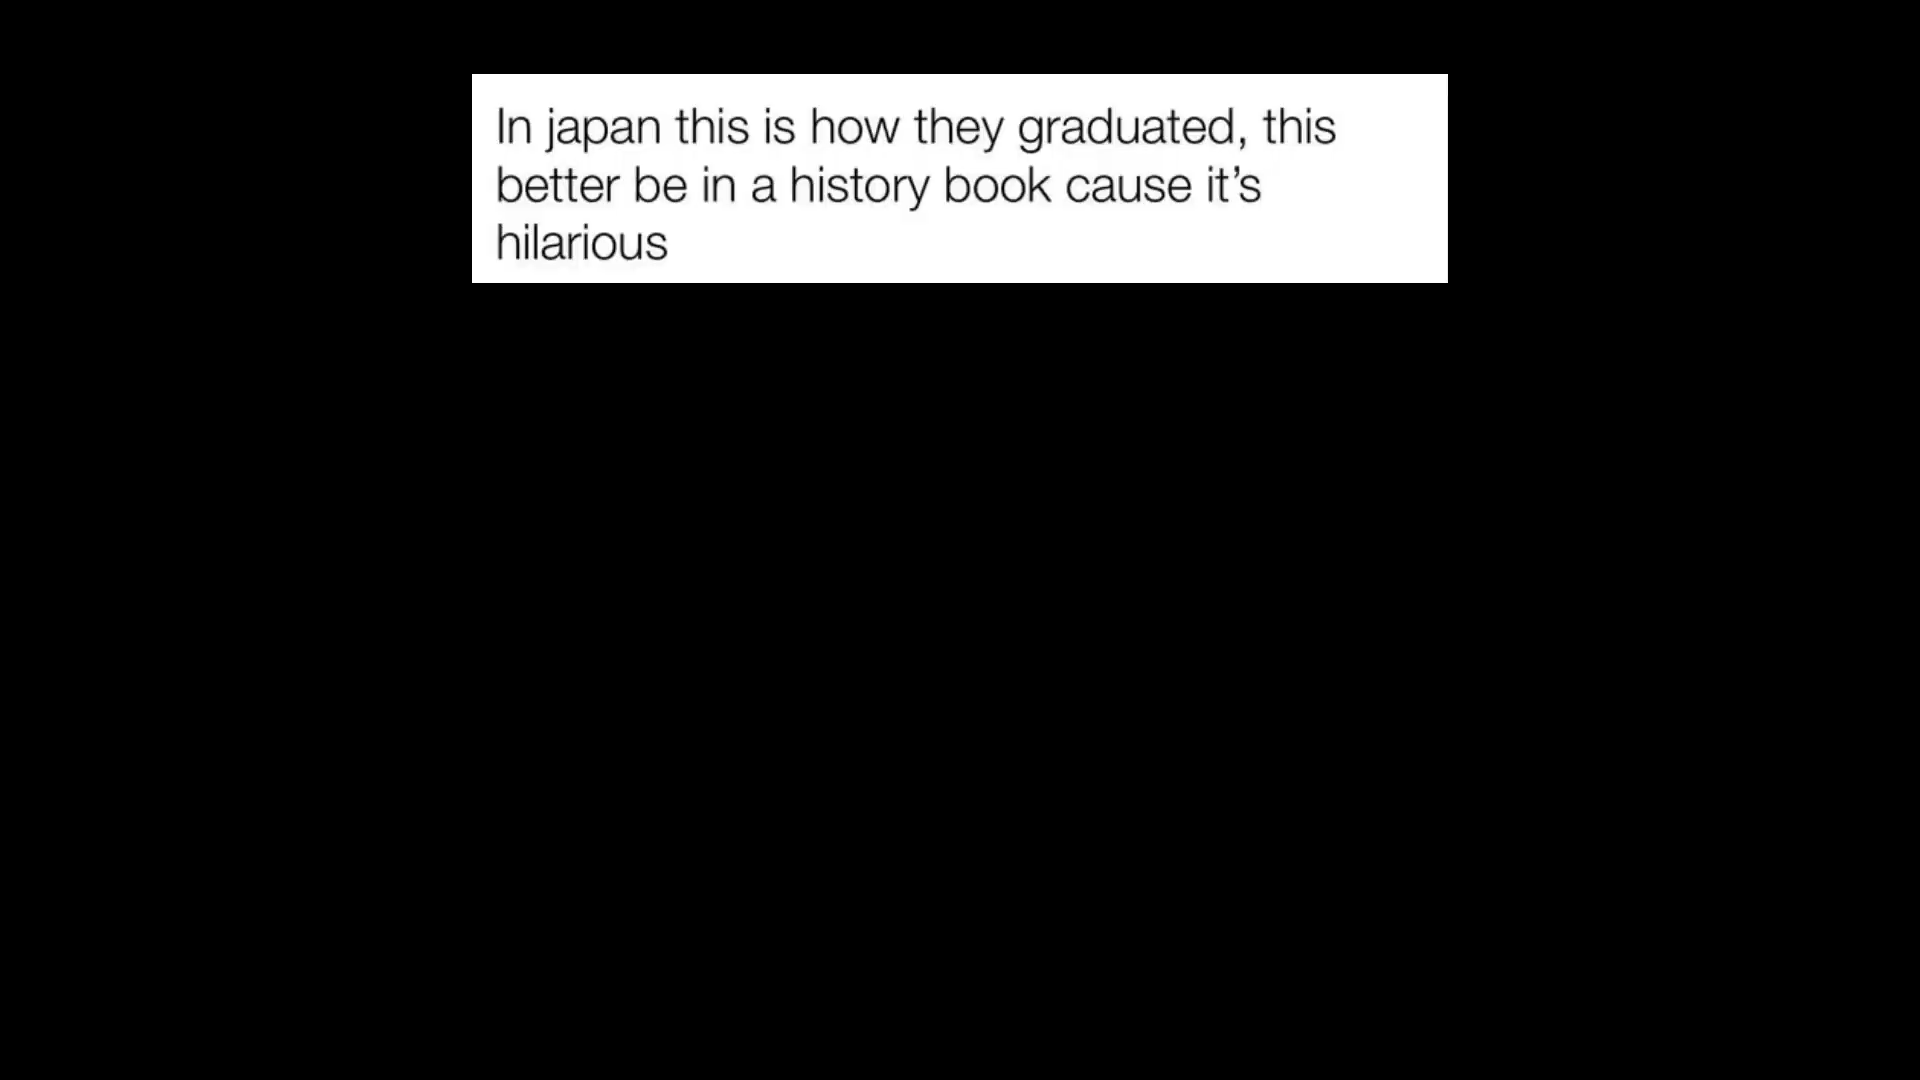 In japan this is how they graduated, this
better be in a history book cause it’s
hilarious